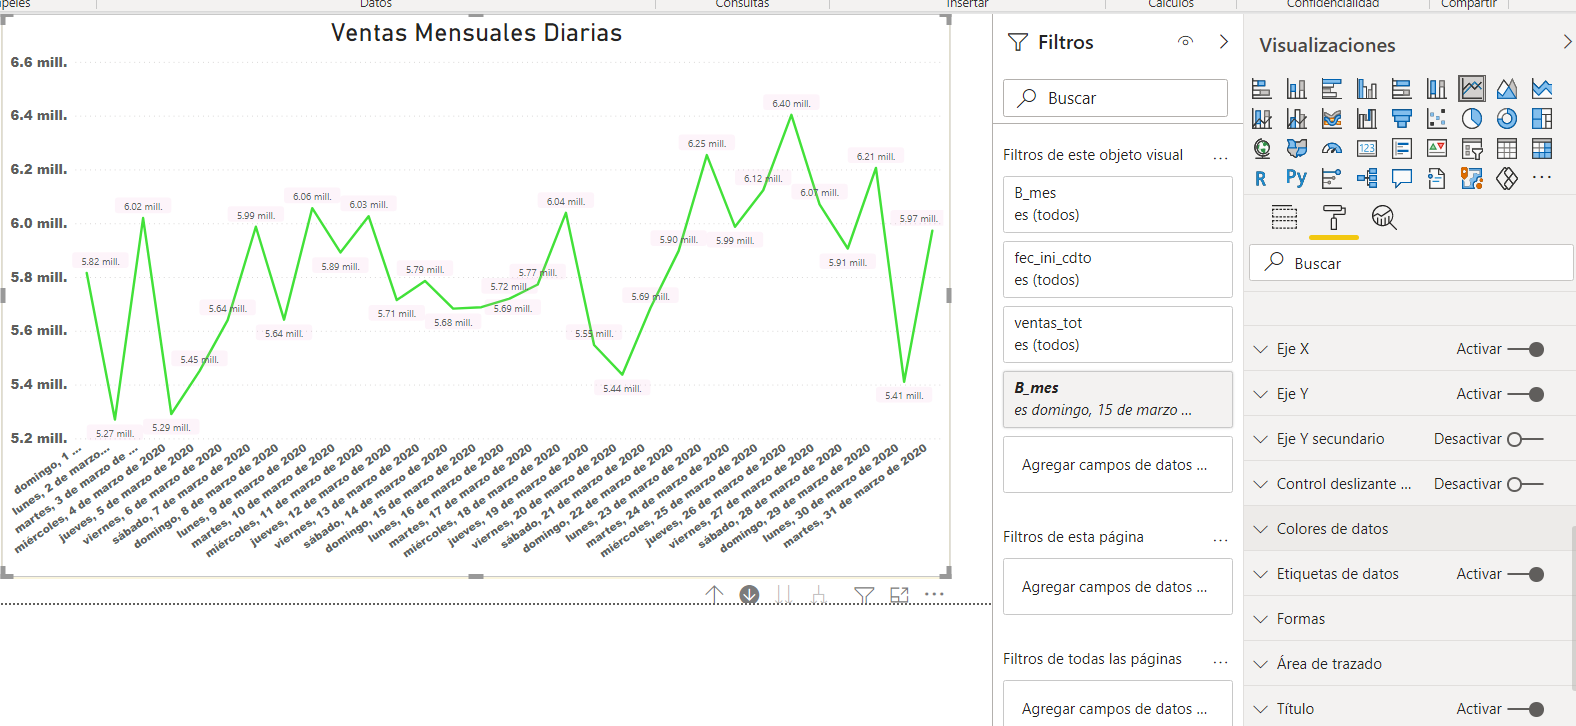 peles
Datos
Consultas
Insertar
Cálculos
Confidencialidad
Compartir
Ventas Mensuales Diarias
6.6 mill.
6.4 mill.
6.2 mill.
6.0 mill.
5.8 mill.
5.6 mill.
5.4 mill.
5.2 mill.
5.82 mill.
5.27 mill.
6.02 mill.
5.29 mill.
5.45 mill.
5.64 mill.
5.99 mill.
5.64 mill.
6.06 mill.
5.89 mill.
6.03 mill.
5.71 mill.
5.79 mill.
5.68 mill.
5.69 mill.
5.72 mill.
5.77 mill.
6.04 mill.
5.55 mill.
5.44 mill.
5.69 mill.
5.90 mill.
6.25 mill.
5.99 mill.
6.12 mill.
6.40 mill.
6.07 mill.
5.91 mill.
6.21 mill.
5.41 mill.
5.97 mill.
domingo, 1 ...
lunes, 2 de marzo...
martes, 3 de marzo de ...
miércoles, 4 de marzo de 2020
jueves, 5 de marzo de 2020
viernes, 6 de marzo de 2020
sábado, 7 de marzo de 2020
domingo, 8 de marzo de 2020
lunes, 9 de marzo de 2020
martes, 10 de marzo de 2020
miércoles, 11 de marzo de 2020
jueves, 12 de marzo de 2020
viernes, 13 de marzo de 2020
sábado, 14 de marzo de 2020
domingo, 15 de marzo de 2020
lunes, 16 de marzo de 2020
martes, 17 de marzo de 2020
miércoles, 18 de marzo de 2020
jueves, 19 de marzo de 2020
viernes, 20 de marzo de 2020
sábado, 21 de marzo de 2020
domingo, 22 de marzo de 2020
lunes, 23 de marzo de 2020
martes, 24 de marzo de 2020
miércoles, 25 de marzo de 2020
jueves, 26 de marzo de 2020
viernes, 27 de marzo de 2020
sábado, 28 de marzo de 2020
domingo, 29 de marzo de 2020
lunes, 30 de marzo de 2020
martes, 31 de marzo de 2020
Filtros
Buscar
Filtros de este objeto visual ...
B_mes
es (todos)
fec_ini_cdto
es (todos)
ventas_tot
es (todos)
B_mes
es domingo, 15 de marzo ...
Agregar campos de datos ...
Filtros de esta página ...
Agregar campos de datos ...
Filtros de todas las páginas ...
Agregar campos de datos ...
Visualizaciones
123
R
Py
...
Buscar
Eje X Activar
Eje Y Activar
Eje Y secundario Desactivar
Control deslizante ... Desactivar
Colores de datos
Etiquetas de datos Activar
Formas
Área de trazado
Título Activar